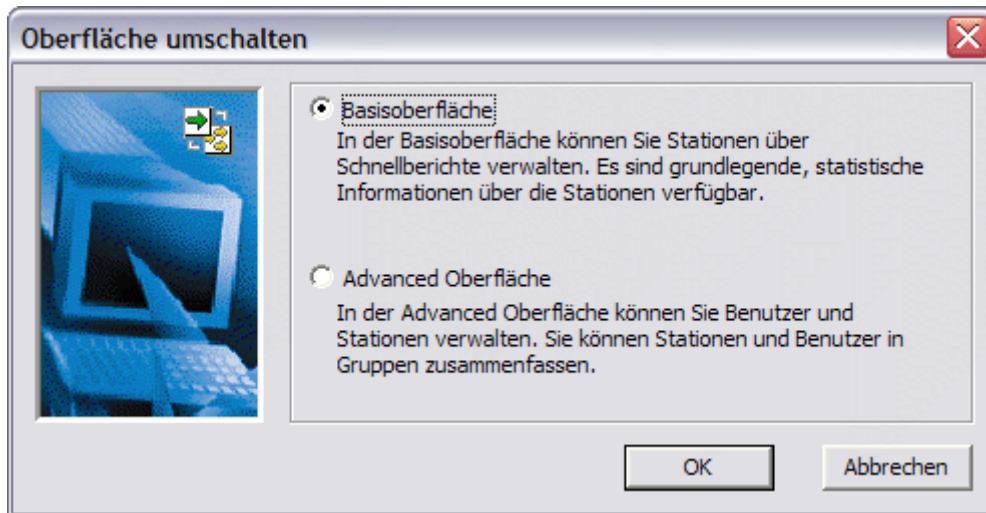 Oberfläche umschalten
Basisoberfläche
In der Basisoberfläche können Sie Stationen über
Schnellberichte verwalten. Es sind grundlegende, statistische
Informationen über die Stationen verfügbar.
Advanced Oberfläche
In der Advanced Oberfläche können Sie Benutzer und
Stationen verwalten. Sie können Stationen und Benutzer in
Gruppen zusammenfassen.
OK
Abbrechen